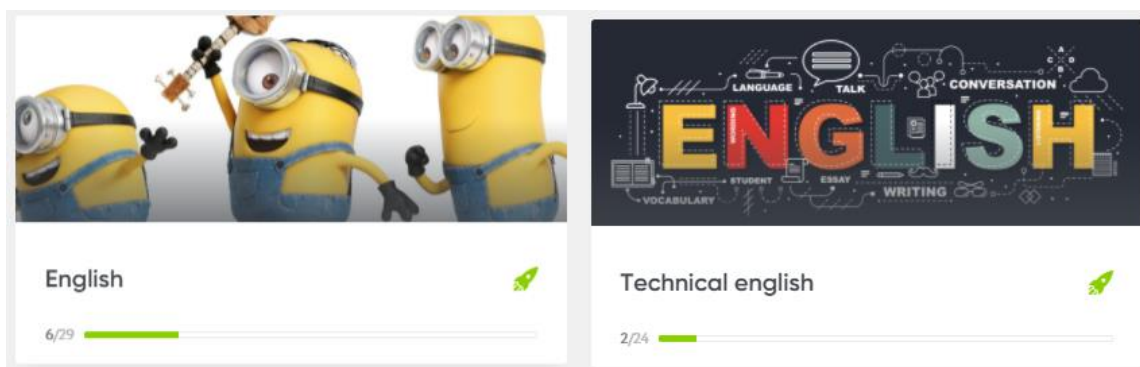 English
6/29
LANGUAGE
TALK
CONVERSATION
A
C D
B
ENGLISH
STUDENT
ESSAY
WRITING
VOCABULARY
Technical english
2/24